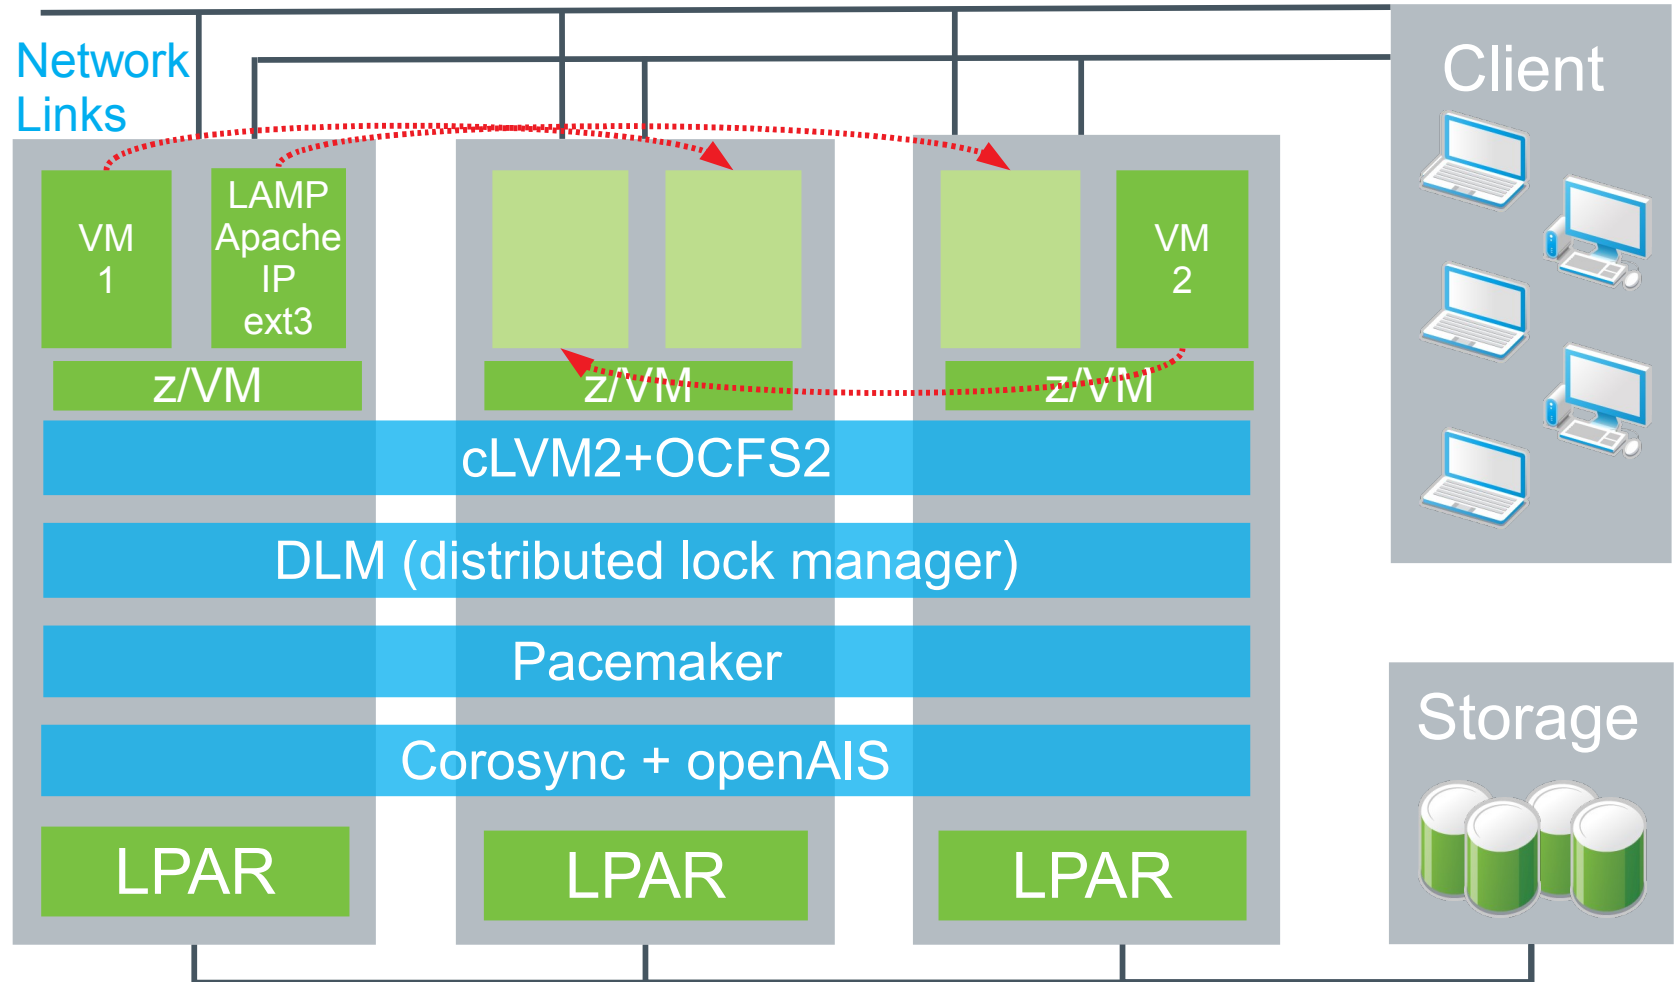 Network
Links
Client
VM
1
LAMP
Apache
IP
ext3
VM
2
z/VM
z/VM
z/VM
cLVM2+OCFS2
DLM (distributed lock manager)
Pacemaker
Corosync + openAIS
LPAR
LPAR
LPAR
Storage